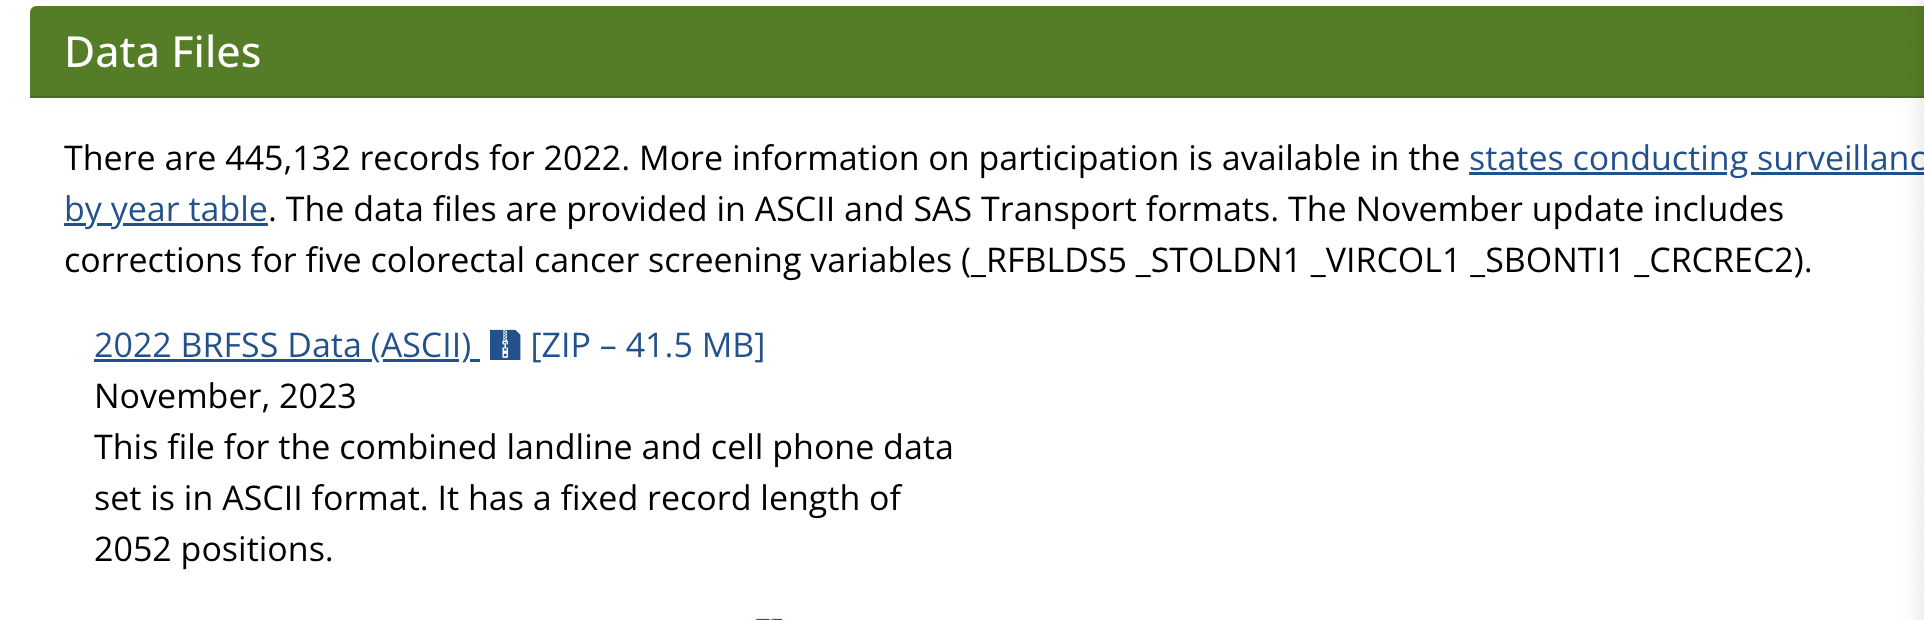 Data Files
There are 445,132 records for 2022. More information on participation is available in the states conducting surveillanc
by year table. The data files are provided in ASCII and SAS Transport formats. The November update includes
corrections for five colorectal cancer screening variables (_RFBLDS5 _STOLDN1 _VIRCOL1 _SBONTI1 _CRCREC2).
2022 BRFSS Data (ASCII) [ZIP – 41.5 MB]
November, 2023
This file for the combined landline and cell phone data
set is in ASCII format. It has a fixed record length of
2052 positions.